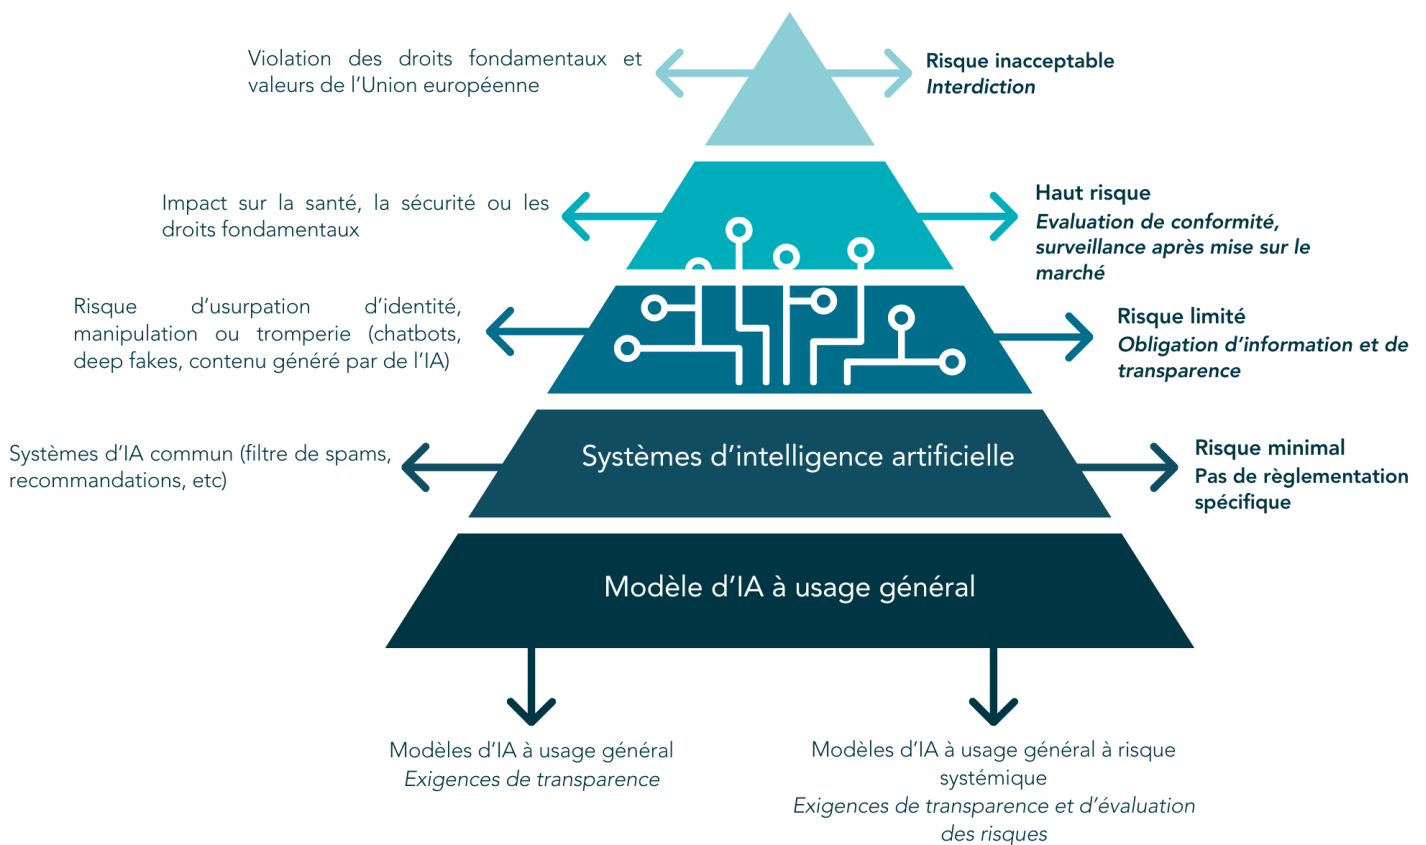 Violation des droits fondamentaux et
valeurs de l’Union européenne
Risque inacceptable
Interdiction
Impact sur la santé, la sécurité ou les
droits fondamentaux
Haut risque
Evaluation de conformité,
surveillance après mise sur le
marché
Risque d’usurpation d’identité,
manipulation ou tromperie (chatbots,
deep fakes, contenu généré par de l’IA)
Risque limité
Obligation d’information et de
transparence
Systèmes d’IA commun (filtre de spams,
recommandations, etc)
Systèmes d’intelligence artificielle
Risque minimal
Pas de règlementation
spécifique
Modèle d’IA à usage général
Modèles d’IA à usage général
Exigences de transparence
Modèles d’IA à usage général à risque
systémique
Exigences de transparence et d’évaluation
des risques